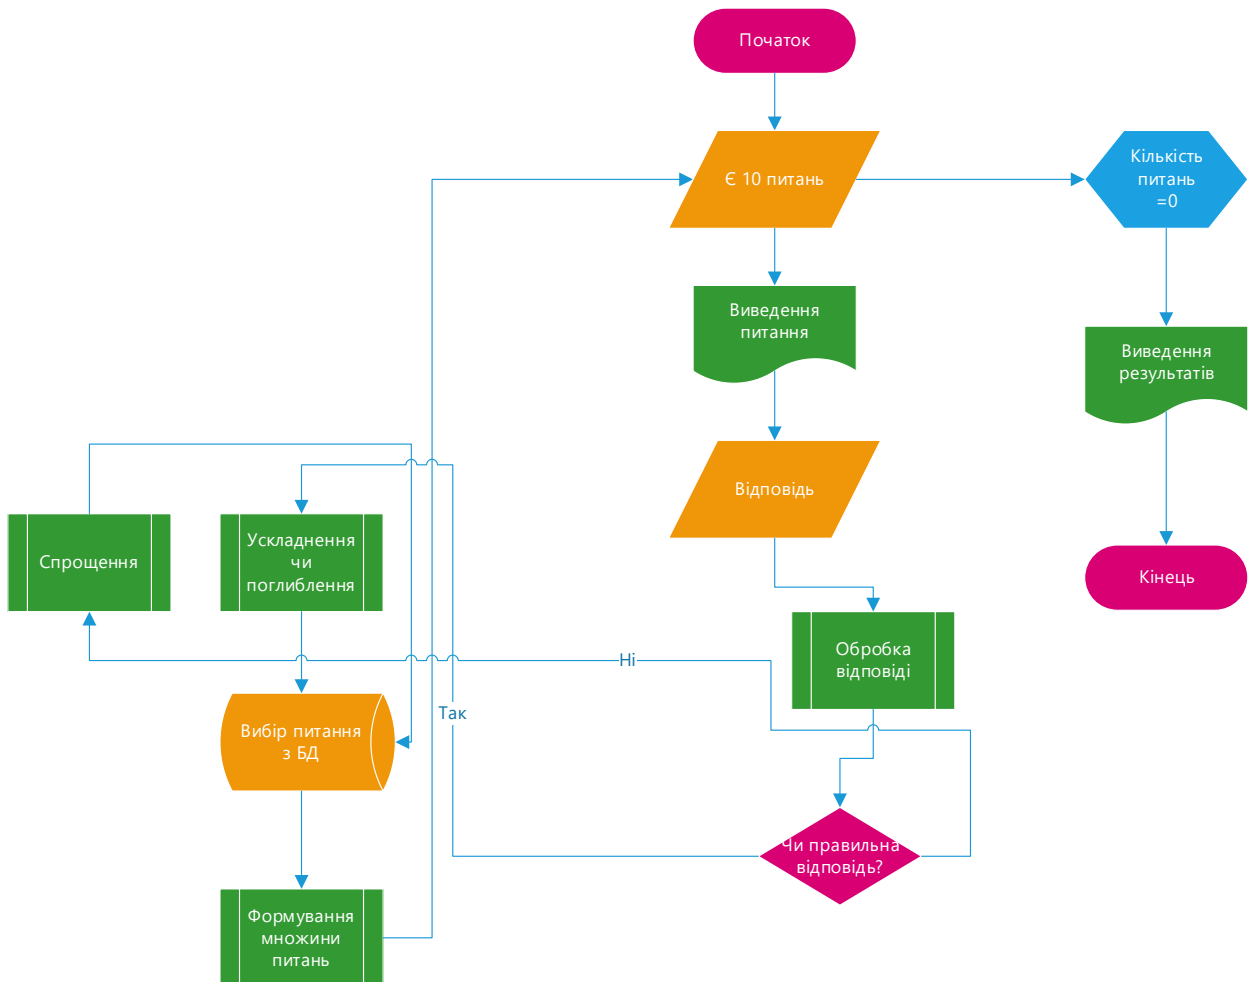 Початок
Є 10 питань
Кількість
питань
=0
Виведення
питання
Виведення
результатів
Відповідь
Спрощення
Ускладнення
чи
поглиблення
Кінець
Обробка
відповіді
Ні
Так
Вибір питання
з БД
Чи правильна
відповідь?
Формування
множини
питань